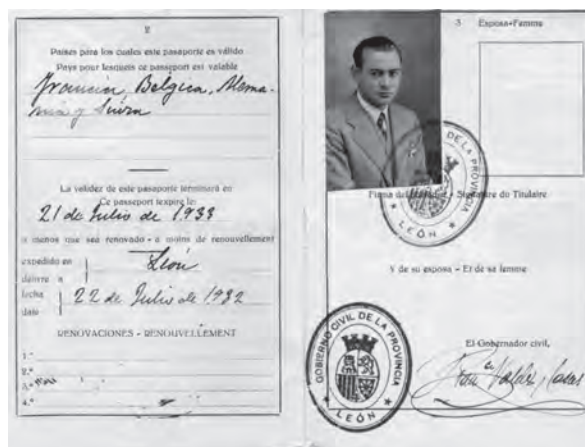 2
Países para los cuales este pasaporte es válido
Pays pour lesquels ce passeport est valable
Francia, Belgica, Alema-
nia y Suiza
La validez de este pasaporte terminará en
Ce passeport expire le:
21 de Julio de 1933
a menos que sea renovado - a moins de renouvellement
expedido en
León
délivré a
fecha
22 de Julio de 1932
date
RENOVACIONES - RENOUVELLEMENT
1.º
2.º
3.º
4.º
3 Esposa-Femme
DE LA PROVINCIA
LEÓN
Firma del - Signature du Titulaire
Y de su esposa - Et de sa femme
GOBIERNO CIVIL DE LA PROVINCIA
LEÓN
El Gobernador civil,